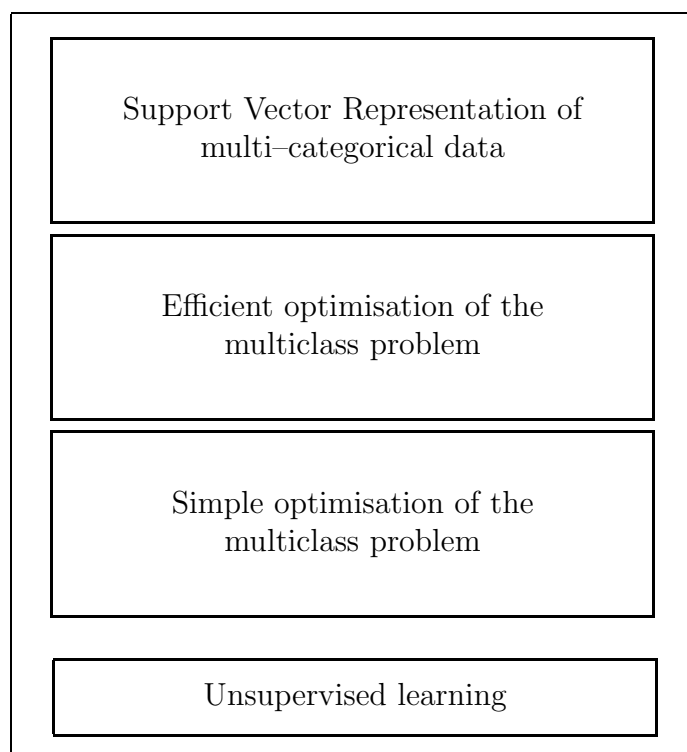 Support Vector Representation of
multi–categorical data
Efficient optimisation of the
multiclass problem
Simple optimisation of the
multiclass problem
Unsupervised learning